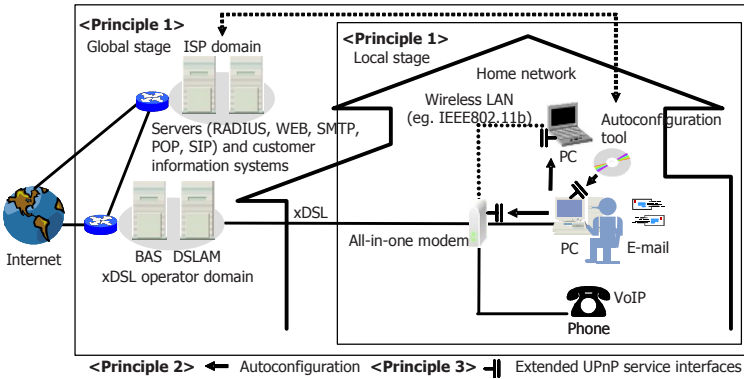 <Principle 1>
Global stage
ISP domain
Servers (RADIUS, WEB, SMTP,
POP, SIP) and customer
information systems
Internet
BAS DSLAM
xDSL operator domain
xDSL
<Principle 1>
Local stage
Home network
Wireless LAN
(eg. IEEE802.11b)
PC
Autoconfiguration
tool
All-in-one modem
PC
E-mail
VoIP
Phone
<Principle 2> Autoconfiguration <Principle 3> Extended UPnP service interfaces